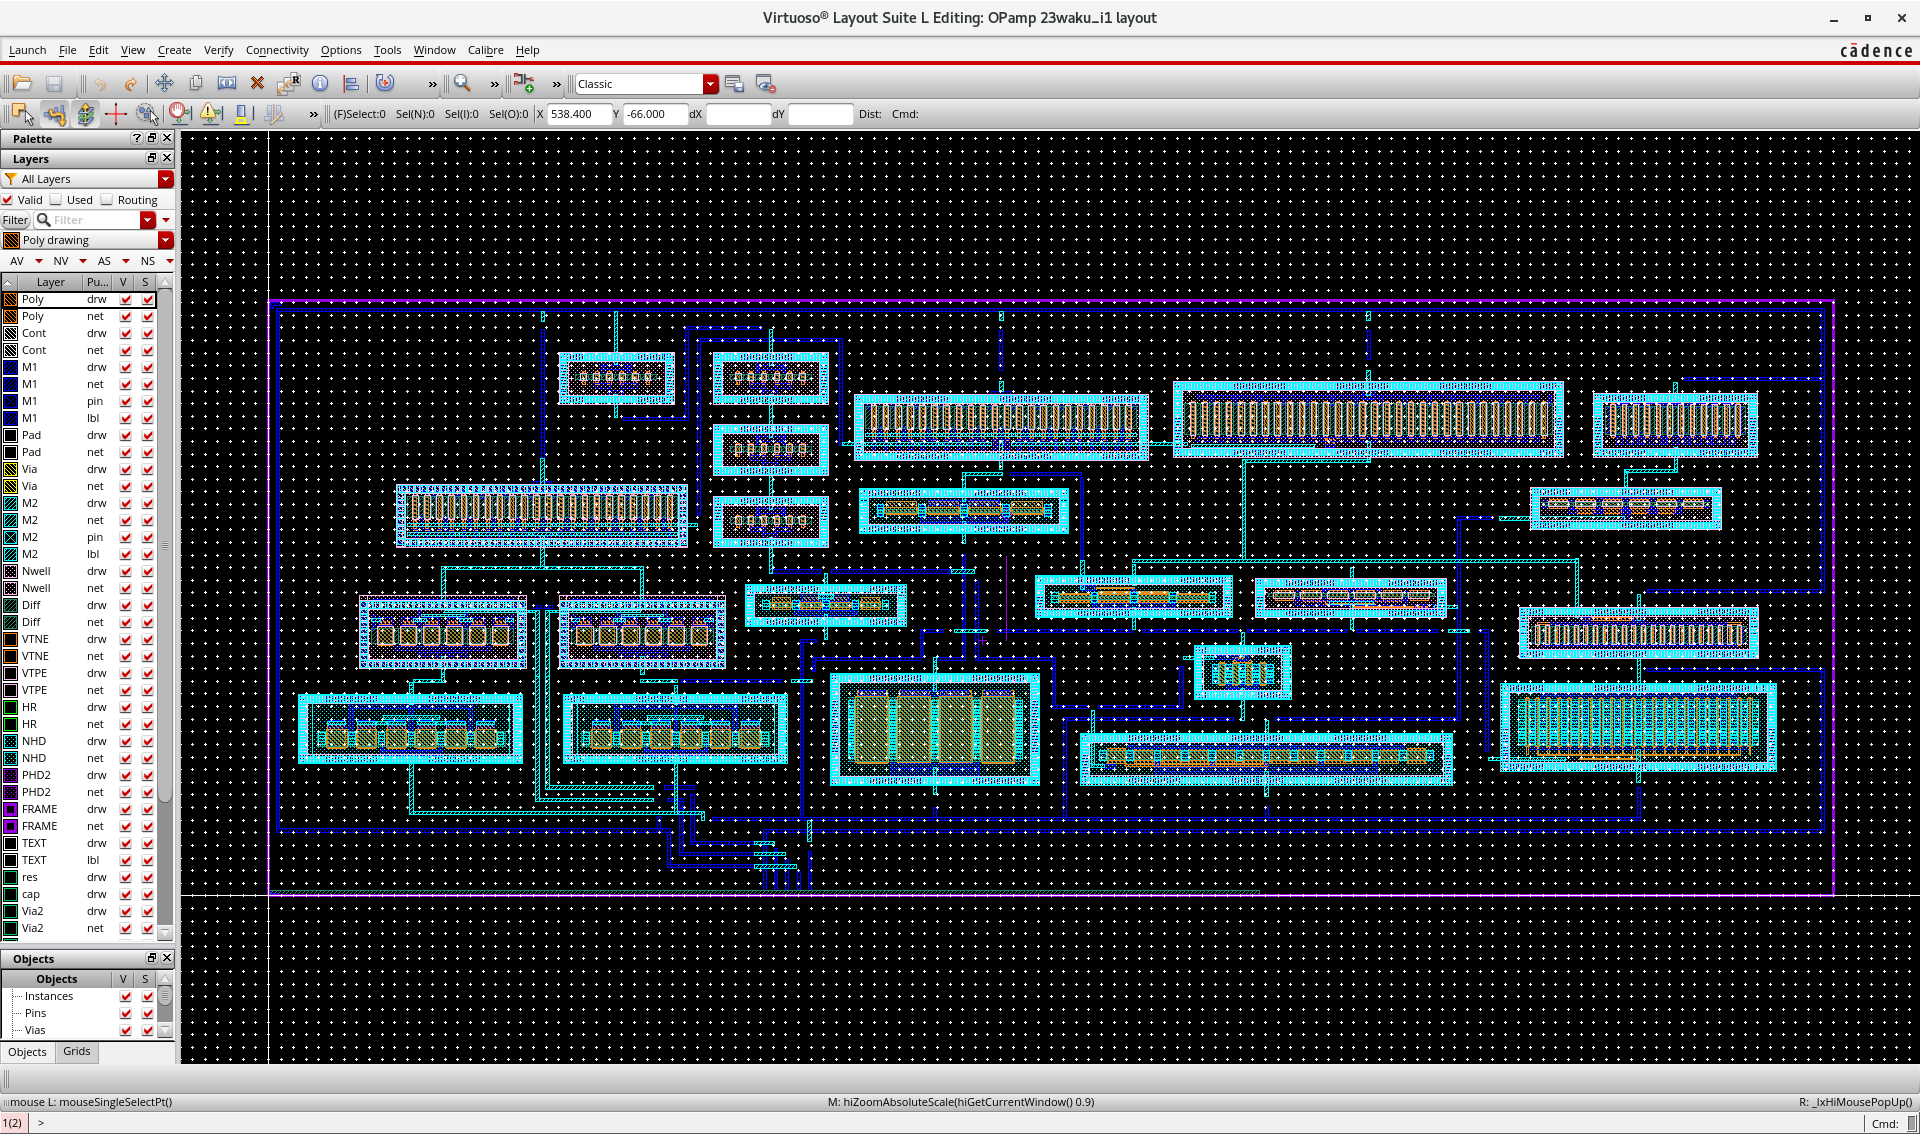 Virtuoso® Layout Suite L Editing: OPamp 23waku_i1 layout
Launch File Edit View Create Verify Connectivity Options Tools Window Calibre Help
cādence
» » » Classic
» (F)Select:0 Sel(N):0 Sel(I):0 Sel(O):0 X 538.400 Y -66.000 dX dY Dist: Cmd:
Palette
Layers
All Layers
Valid Used Routing
Filter Filter
Poly drawing
AV NV AS NS
Layer Pu... V S
Poly drw
Poly net
Cont drw
Cont net
M1 drw
M1 net
M1 pin
M1 lbl
Pad drw
Pad net
Via drw
Via net
M2 drw
M2 net
M2 pin
M2 lbl
Nwell drw
Nwell net
Diff drw
Diff net
VTNE drw
VTNE net
VTPE drw
VTPE net
HR drw
HR net
NHD drw
NHD net
PHD2 drw
PHD2 net
FRAME drw
FRAME net
TEXT drw
TEXT lbl
res drw
cap drw
Via2 drw
Via2 net
Objects
Objects V S
Instances
Pins
Vias
Objects Grids
mouse L: mouseSingleSelectPt() M: hiZoomAbsoluteScale(hiGetCurrentWindow() 0.9) R: _lxHiMousePopUp()
1(2) > Cmd: